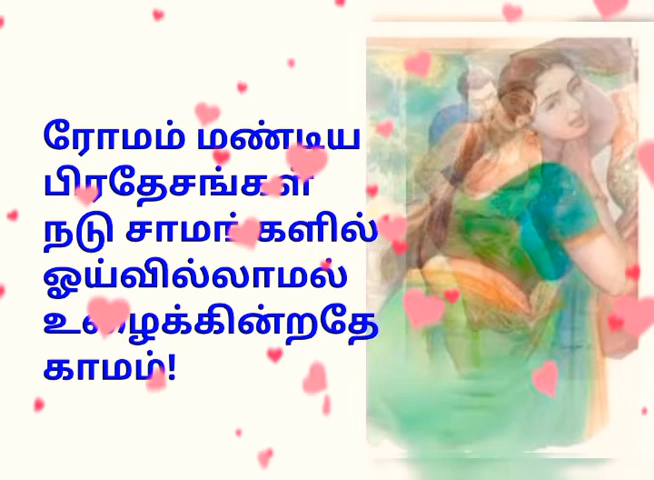 ரோமம் மண்டிய
பிரதேசங்கள்
நடு சாமங்களில்
ஓய்வில்லாமல்
உழைக்கின்றதே
காமம்!